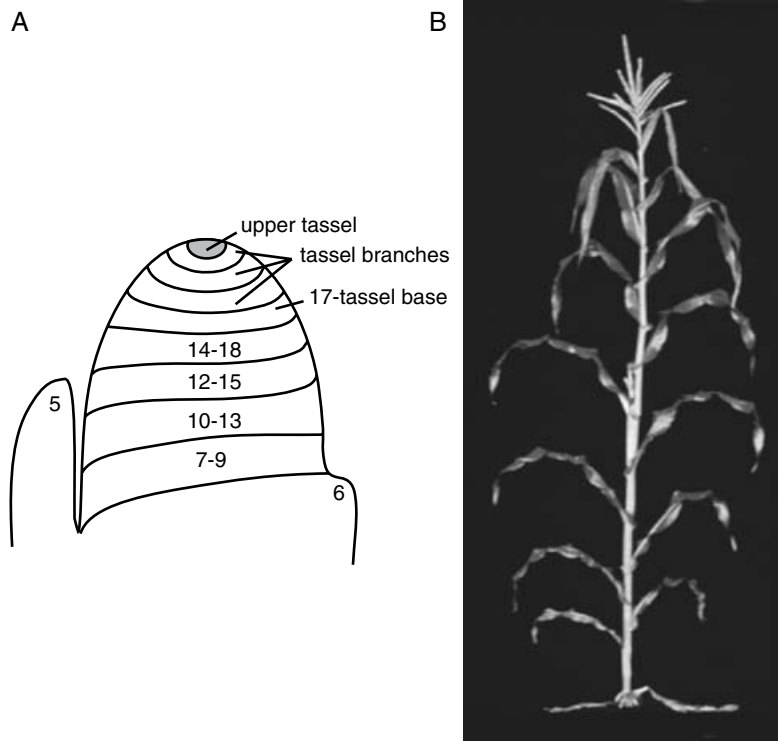 A
B
upper tassel
tassel branches
17-tassel base
14-18
12-15
5
10-13
7-9
6